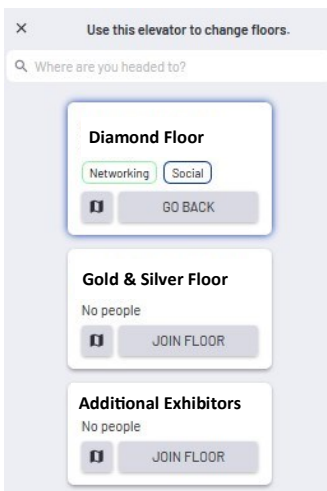 Use this elevator to change floors.
Where are you headed to?
Diamond Floor
Networking Social
GO BACK
Gold & Silver Floor
No people
JOIN FLOOR
Additional Exhibitors
No people
JOIN FLOOR